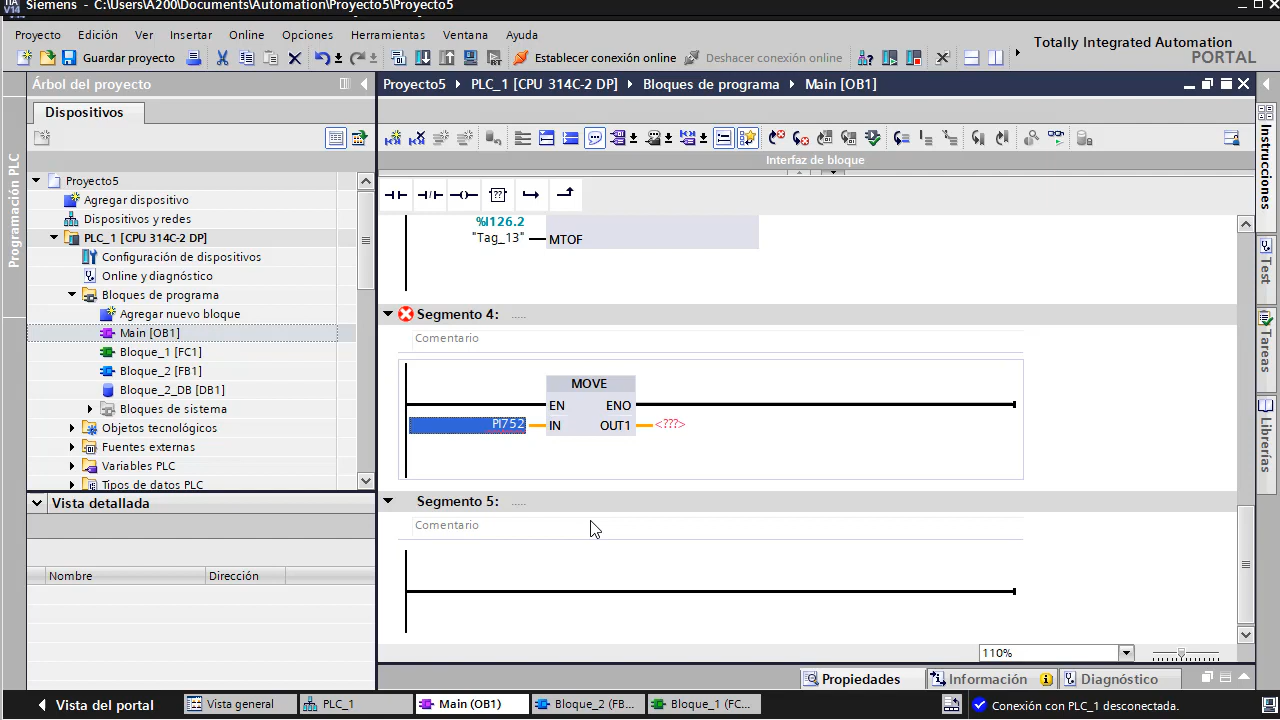 Siemens - C:\Users\A200\Documents\Automation\Proyecto5\Proyecto5
V14
Proyecto Edición Ver Insertar Online Opciones Herramientas Ventana Ayuda
Guardar proyecto Establecer conexión online Deshacer conexión online
Totally Integrated Automation
PORTAL
Árbol del proyecto
Proyecto5 PLC_1 [CPU 314C-2 DP] Bloques de programa Main [OB1]
Dispositivos
Interfaz de bloque
Programación PLC
Proyecto5
Agregar dispositivo
Dispositivos y redes
PLC_1 [CPU 314C-2 DP]
Configuración de dispositivos
Online y diagnóstico
Bloques de programa
Agregar nuevo bloque
Main [OB1]
Bloque_1 [FC1]
Bloque_2 [FB1]
Bloque_2_DB [DB1]
Bloques de sistema
Objetos tecnológicos
Fuentes externas
Variables PLC
Tipos de datos PLC
Vista detallada
Nombre Dirección
??
%I126.2
"Tag_13" MTOF
Segmento 4: .....
Comentario
MOVE
EN ENO
PI752 IN OUT1 <???>
Segmento 5: .....
Comentario
110%
Propiedades Información Diagnóstico
Instrucciones
Test
Tareas
Librerías
Vista del portal Vista general PLC_1 Main (OB1) Bloque_2 (FB... Bloque_1 (FC... Conexión con PLC_1 desconectada.